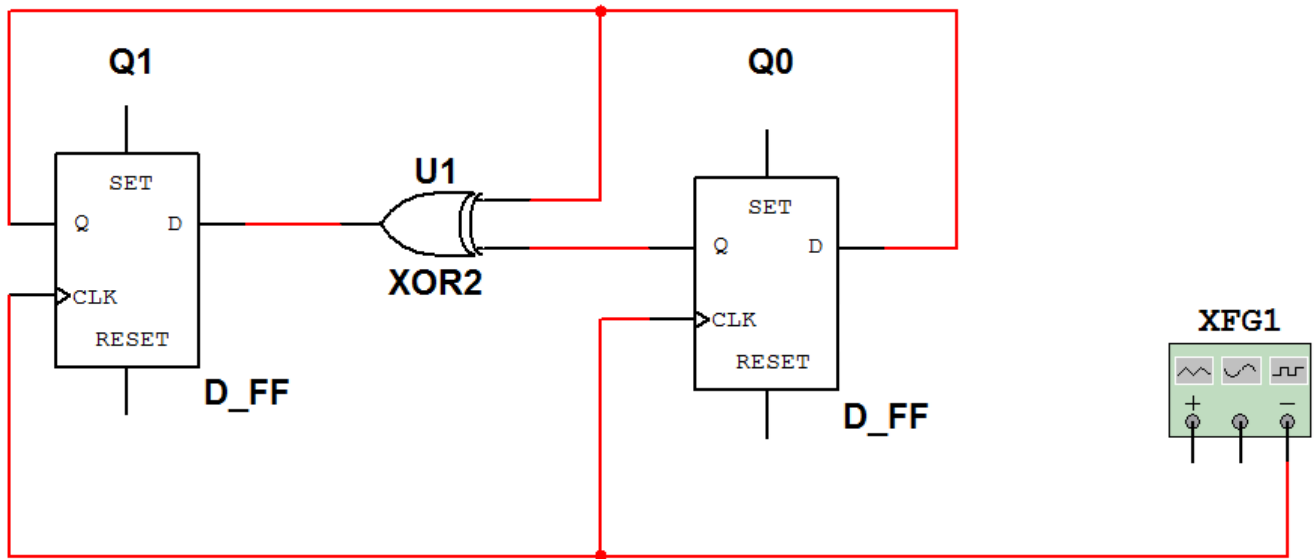 Q1
SET
Q D
CLK
RESET
D_FF
U1
XOR2
Q0
SET
Q D
CLK
RESET
D_FF
XFG1
+ −